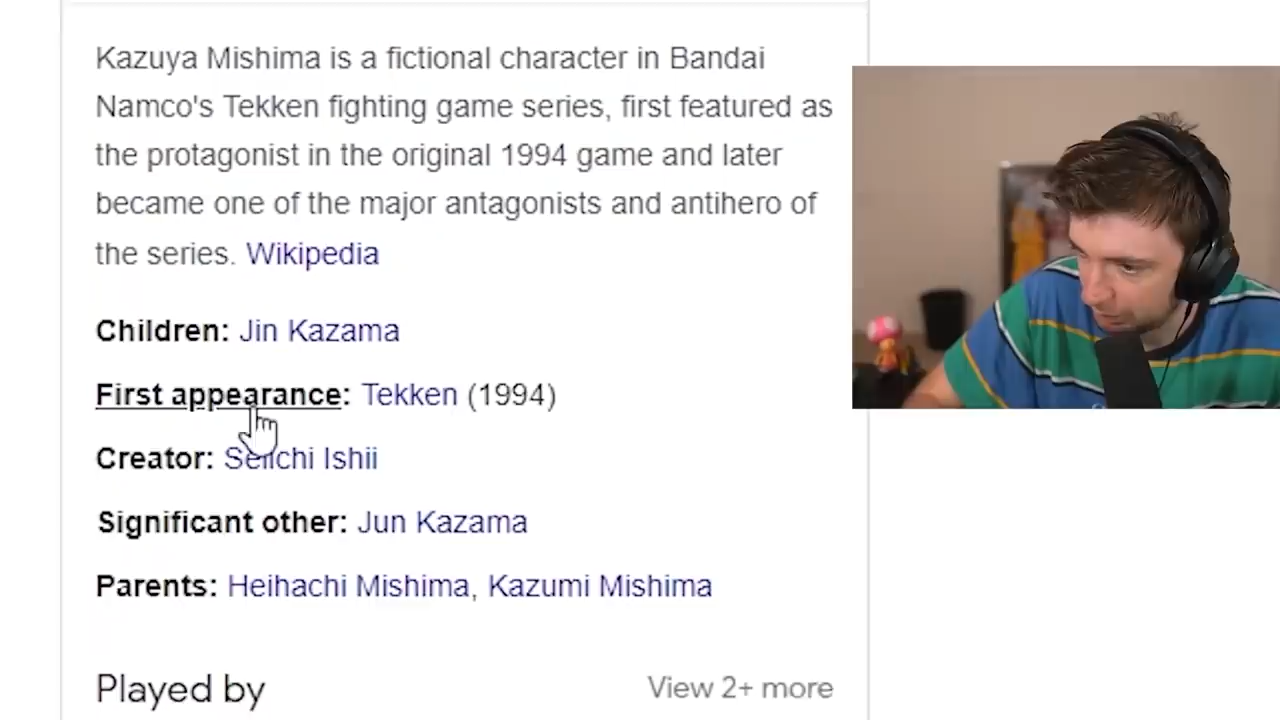 Kazuya Mishima is a fictional character in Bandai
Namco's Tekken fighting game series, first featured as
the protagonist in the original 1994 game and later
became one of the major antagonists and antihero of
the series. Wikipedia
Children: Jin Kazama
First appearance: Tekken (1994)
Creator: Seiichi Ishii
Significant other: Jun Kazama
Parents: Heihachi Mishima, Kazumi Mishima
Played by
View 2+ more